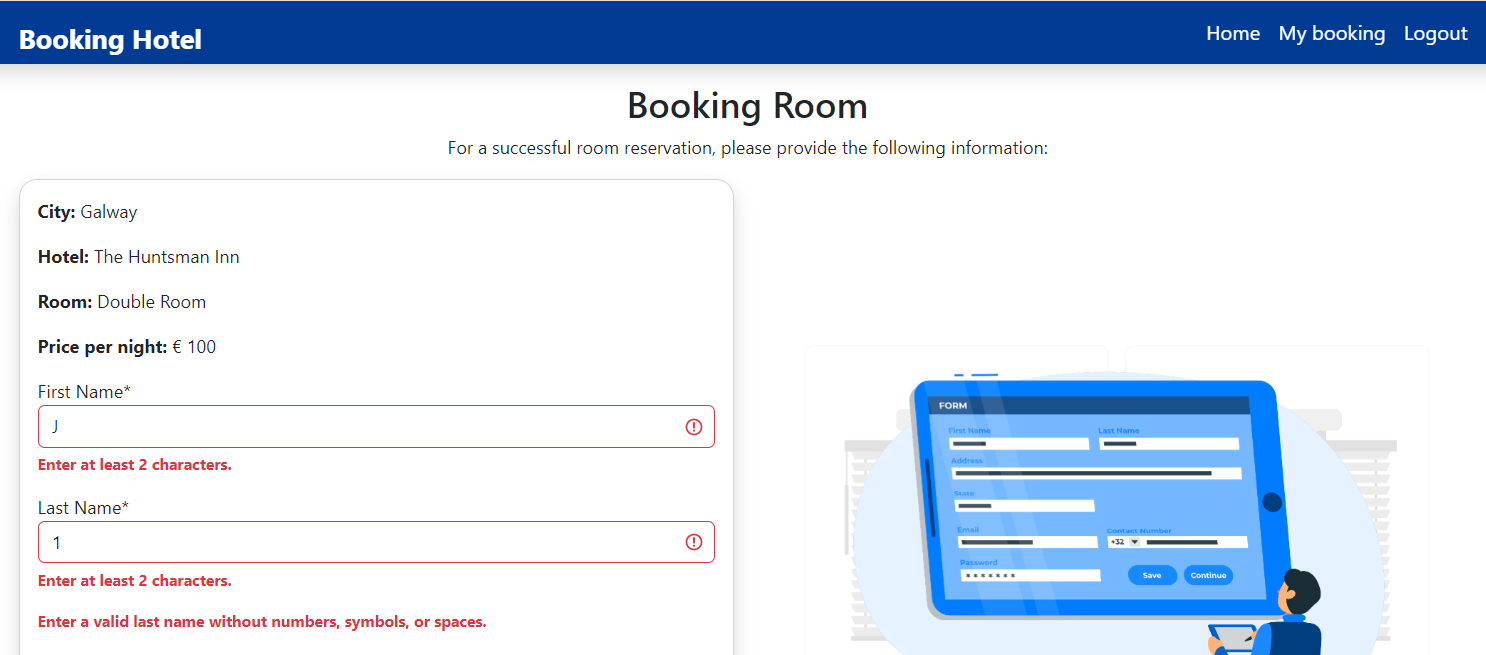 Booking Hotel
Home My booking Logout
Booking Room
For a successful room reservation, please provide the following information:
City: Galway
Hotel: The Huntsman Inn
Room: Double Room
Price per night: € 100
First Name*
J
Enter at least 2 characters.
Last Name*
1
Enter at least 2 characters.
Enter a valid last name without numbers, symbols, or spaces.
FORM
First Name Last Name
Address
State
Email Contact Number
+32
Password
*******
Save Continue